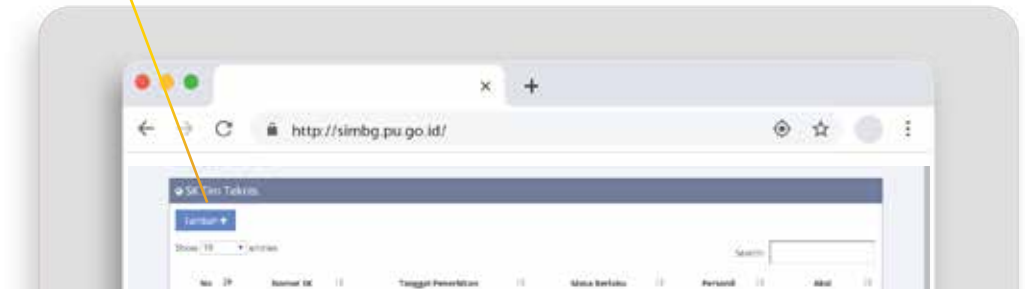 http://simbg.pu.go.id/
SK Tim Teknis
Tambah +
Show 10 entries
Search:
No Nomor SK Tanggal Penerbitan Masa Berlaku Personil Aksi